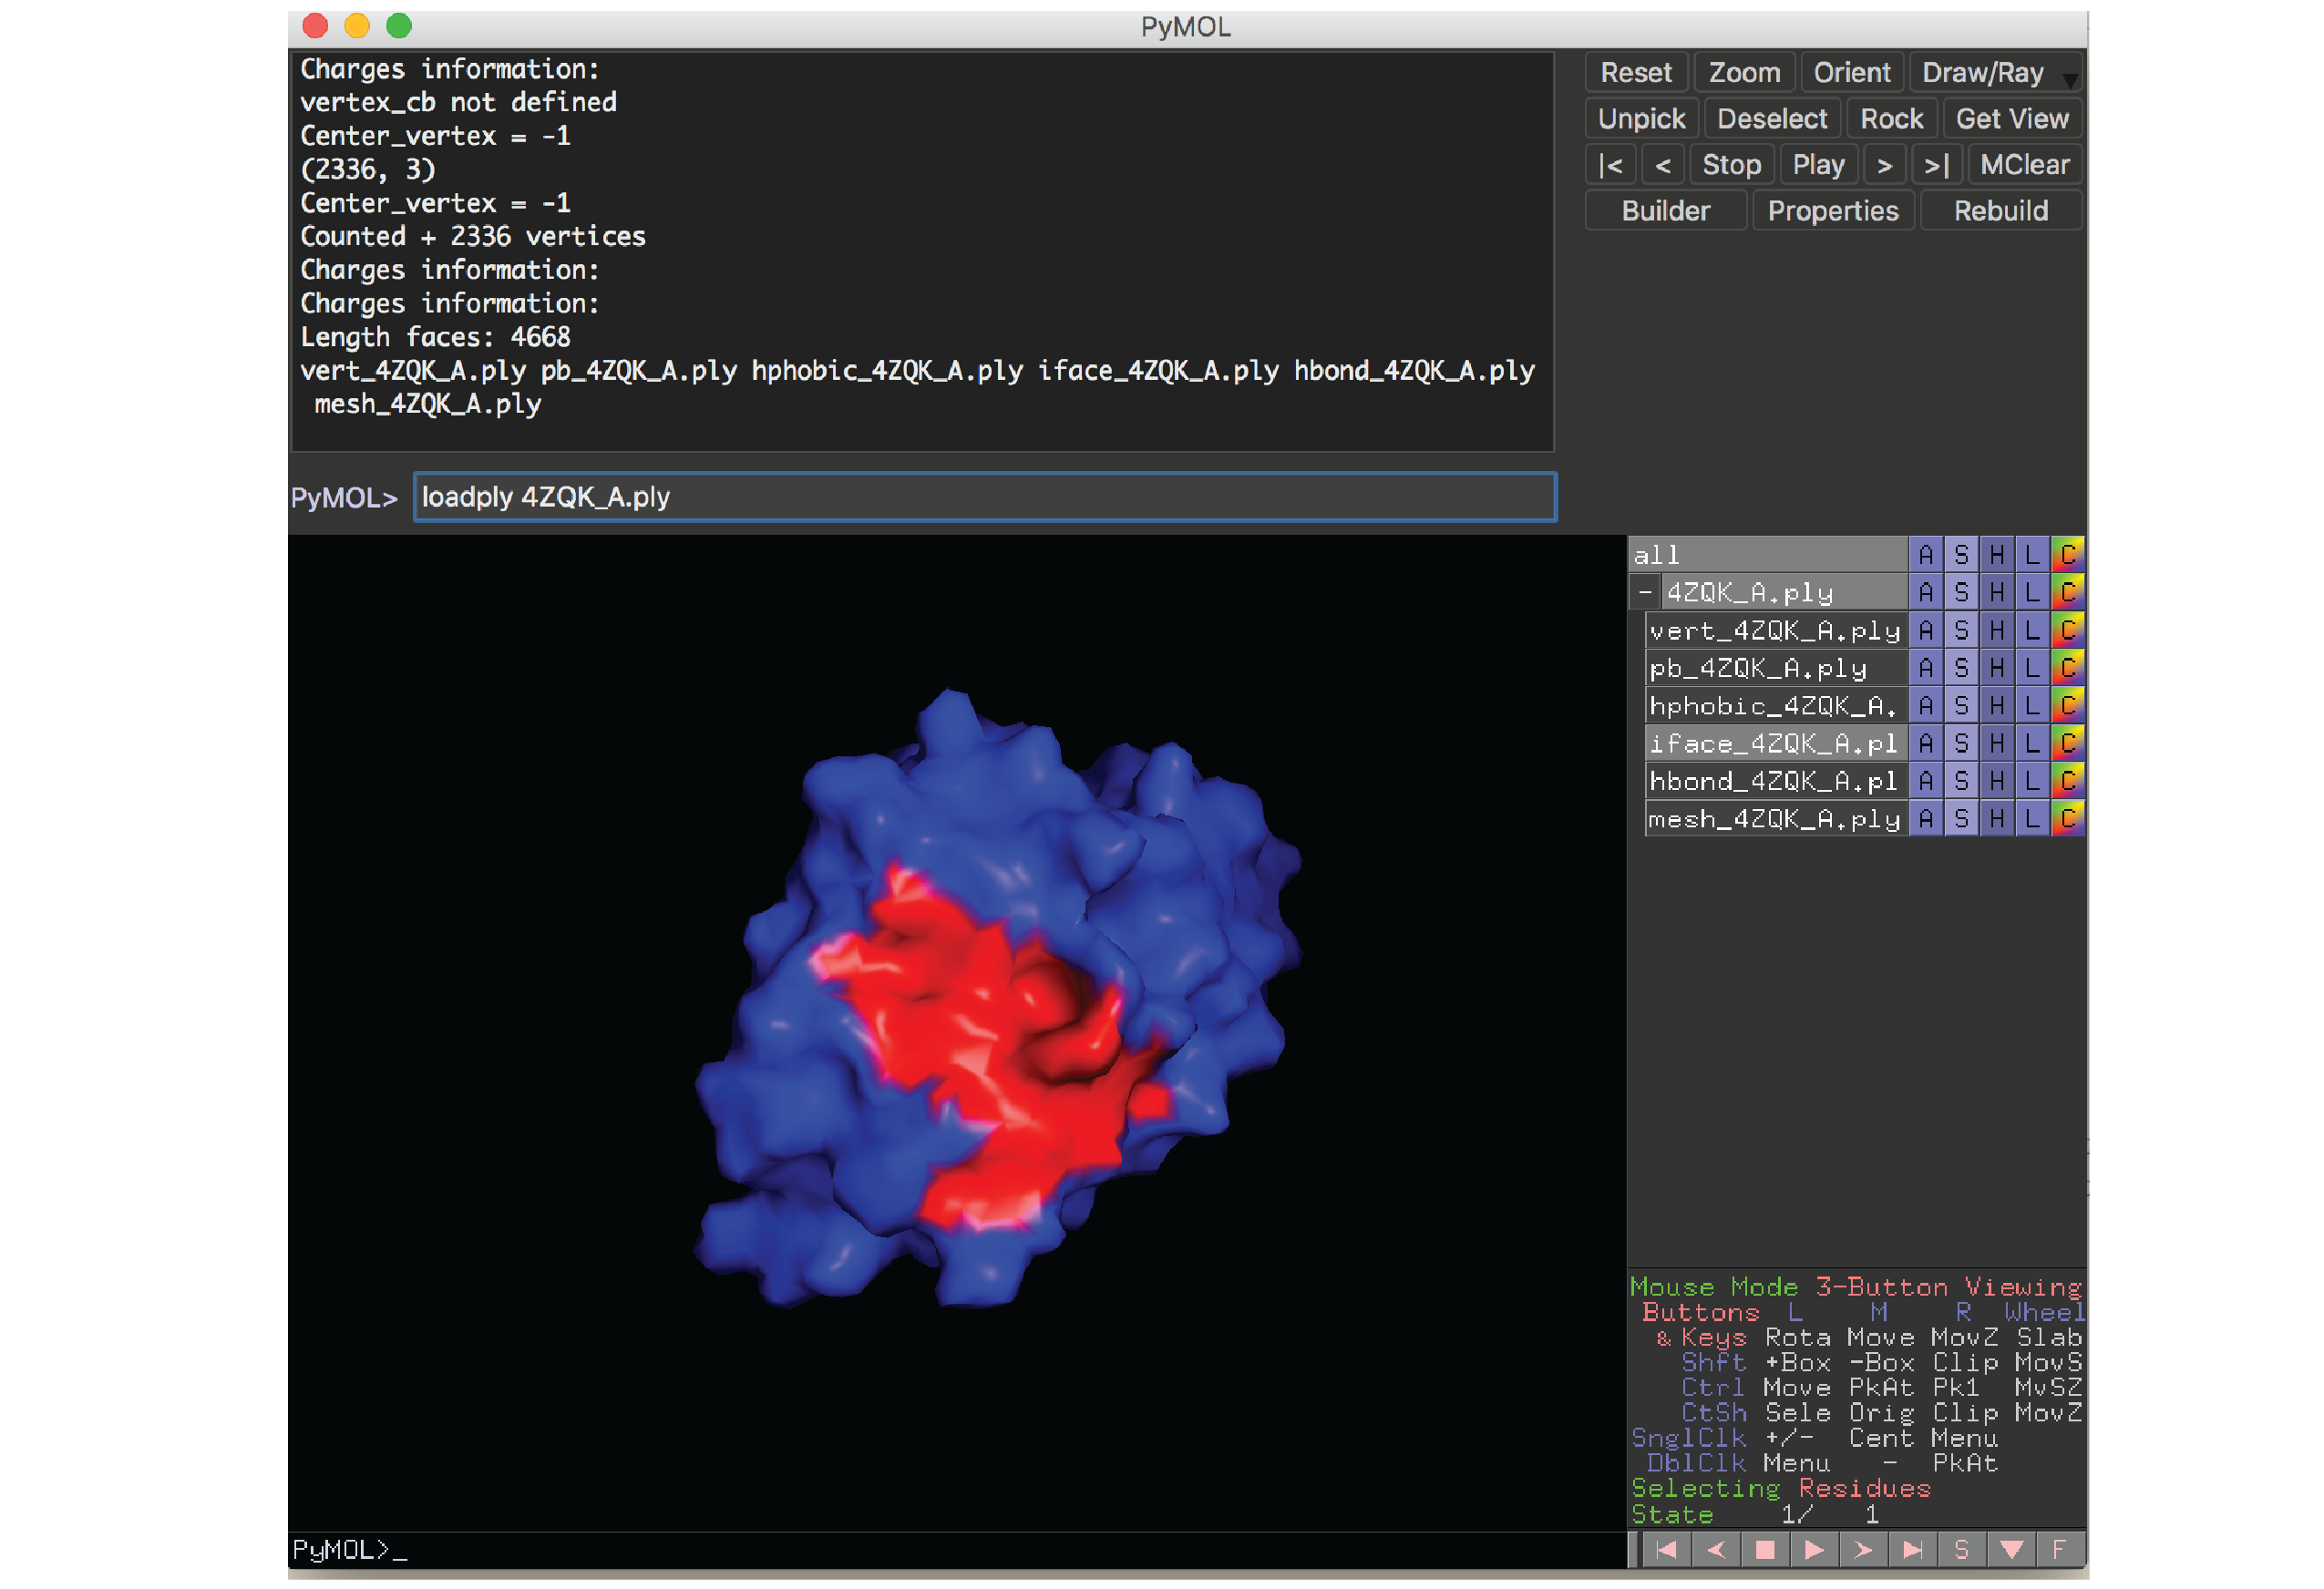 PyMOL
Charges information:
vertex_cb not defined
Center_vertex = -1
(2336, 3)
Center_vertex = -1
Counted + 2336 vertices
Charges information:
Charges information:
Length faces: 4668
vert_4ZQK_A.ply pb_4ZQK_A.ply hphobic_4ZQK_A.ply iface_4ZQK_A.ply hbond_4ZQK_A.ply
mesh_4ZQK_A.ply
PyMOL> loadply 4ZQK_A.ply
Reset Zoom Orient Draw/Ray
Unpick Deselect Rock Get View
|< < Stop Play > >| MClear
Builder Properties Rebuild
all A S H L C
- 4ZQK_A.ply A S H L C
vert_4ZQK_A.ply A S H L C
pb_4ZQK_A.ply A S H L C
hphobic_4ZQK_A. A S H L C
iface_4ZQK_A.pl A S H L C
hbond_4ZQK_A.pl A S H L C
mesh_4ZQK_A.ply A S H L C
Mouse Mode 3-Button Viewing
Buttons L M R Wheel
& Keys Rota Move MovZ Slab
Shft +Box -Box Clip MovS
Ctrl Move PkAt Pk1 MvSZ
CtSh Sele Orig Clip MovZ
SnglClk +/- Cent Menu
DblClk Menu - PkAt
Selecting Residues
State 1/ 1
PyMOL>_
S F